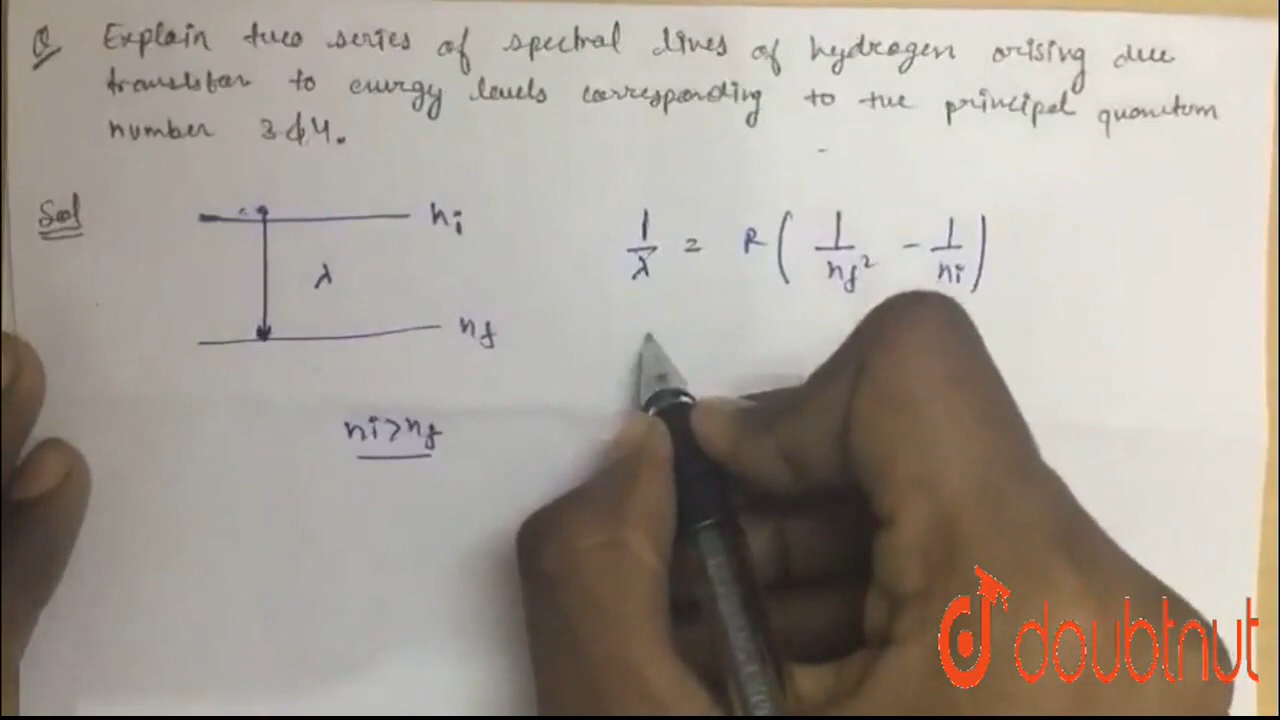 Q Explain two series of spectral lines of hydrogen arising due
transiston to energy levels corresponding to the principal quantum
number 3 & 4.
Sol
ni
λ
nf
ni>nf
1/λ = R( 1/nf² - 1/ni )
doubtnut